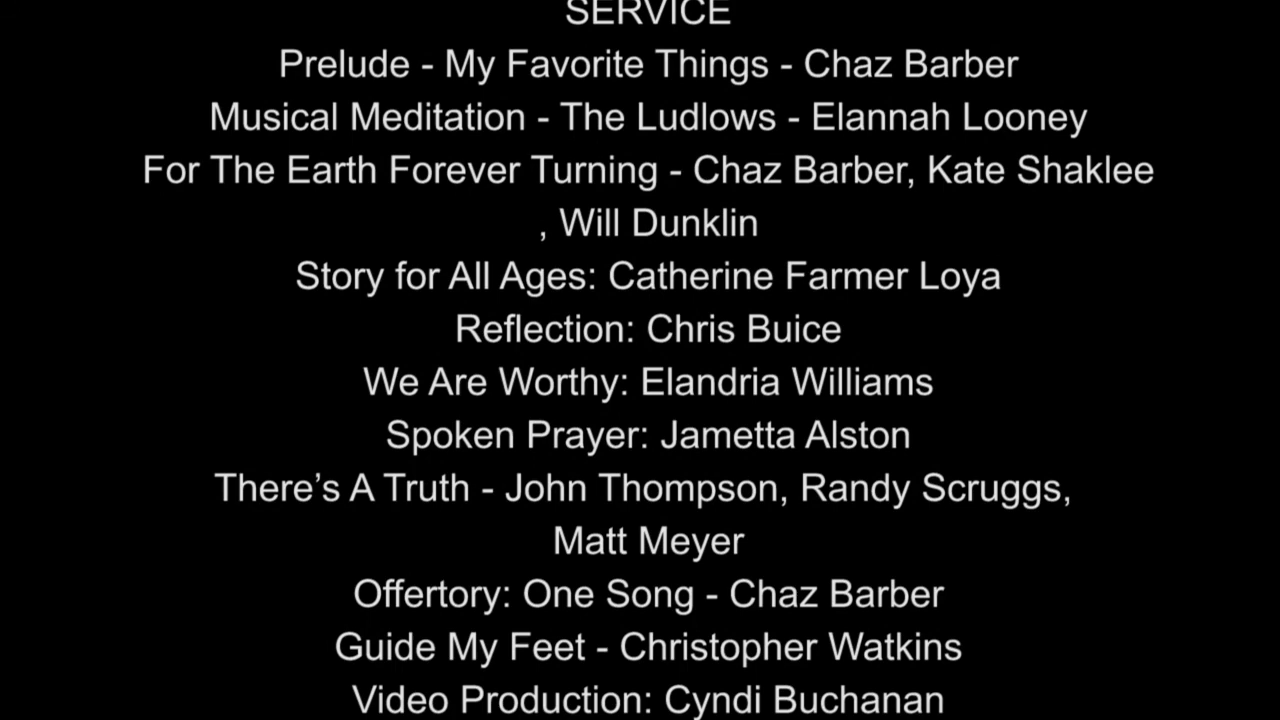 SERVICE
Prelude - My Favorite Things - Chaz Barber
Musical Meditation - The Ludlows - Elannah Looney
For The Earth Forever Turning - Chaz Barber, Kate Shaklee
, Will Dunklin
Story for All Ages: Catherine Farmer Loya
Reflection: Chris Buice
We Are Worthy: Elandria Williams
Spoken Prayer: Jametta Alston
There’s A Truth - John Thompson, Randy Scruggs,
Matt Meyer
Offertory: One Song - Chaz Barber
Guide My Feet - Christopher Watkins
Video Production: Cyndi Buchanan